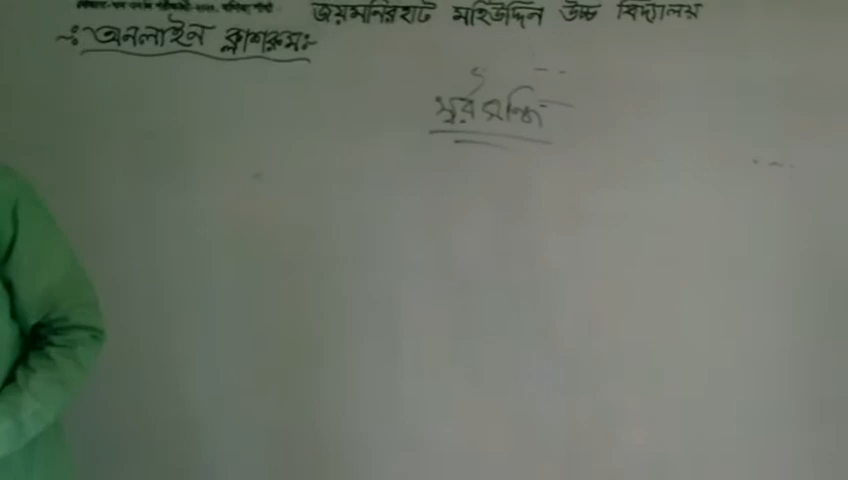 জয়মনিরহাট মহিউদ্দিন উচ্চ বিদ্যালয়
-ঃ অনলাইন ক্লাশরুমঃ-
স্বরসন্ধি